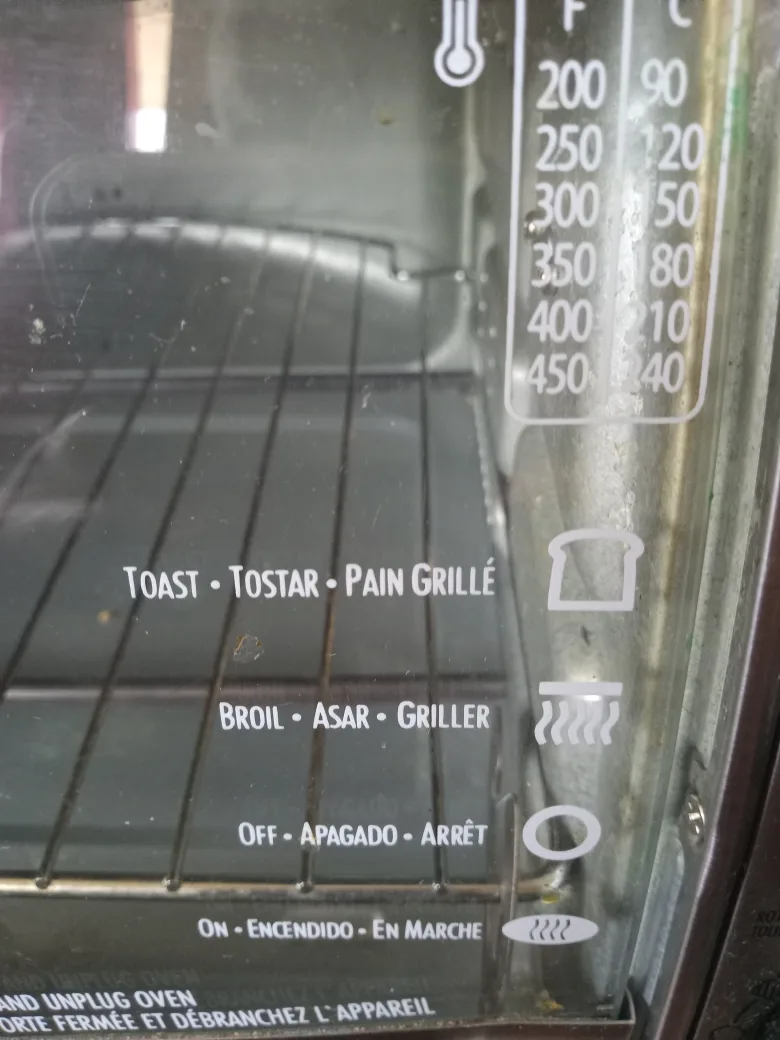 F C
200 90
250 120
300 150
350 180
400 210
450 240
TOAST • TOSTAR • PAIN GRILLÉ
BROIL • ASAR • GRILLER
OFF • APAGADO • ARRÊT
ON • ENCENDIDO • EN MARCHE
AND UNPLUG OVEN
ORTE FERMÉE ET DÉBRANCHEZ L'APPAREIL